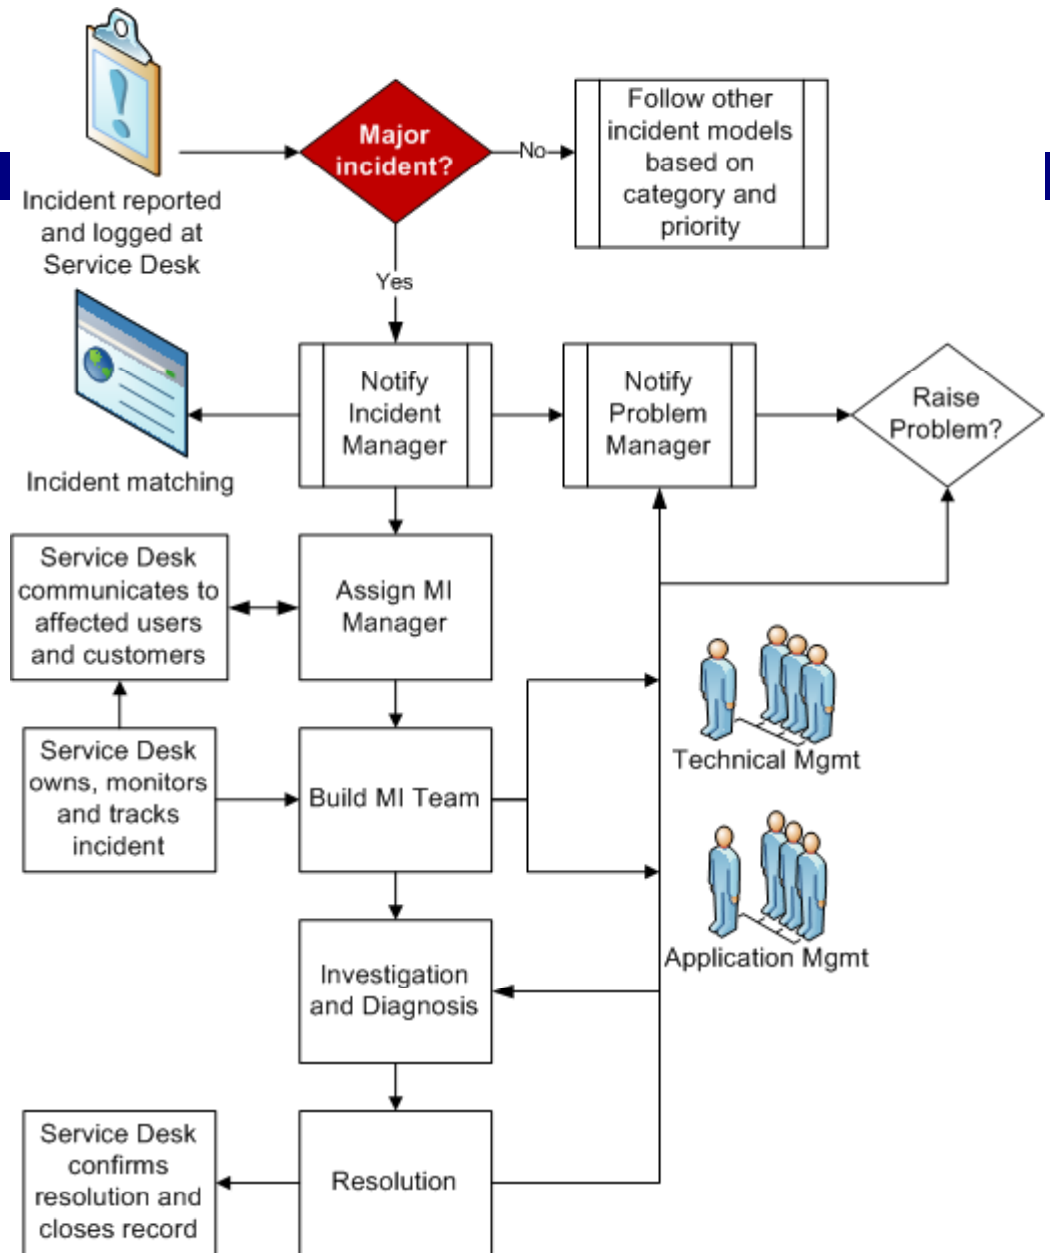 Major
incident?
No
Follow other
incident models
based on
category and
priority
Incident reported
and logged at
Service Desk
Yes
Notify
Incident
Manager
Notify
Problem
Manager
Raise
Problem?
Incident matching
Service Desk
communicates to
affected users
and customers
Assign MI
Manager
Technical Mgmt
Service Desk
owns, monitors
and tracks
incident
Build MI Team
Application Mgmt
Investigation
and Diagnosis
Service Desk
confirms
resolution and
closes record
Resolution